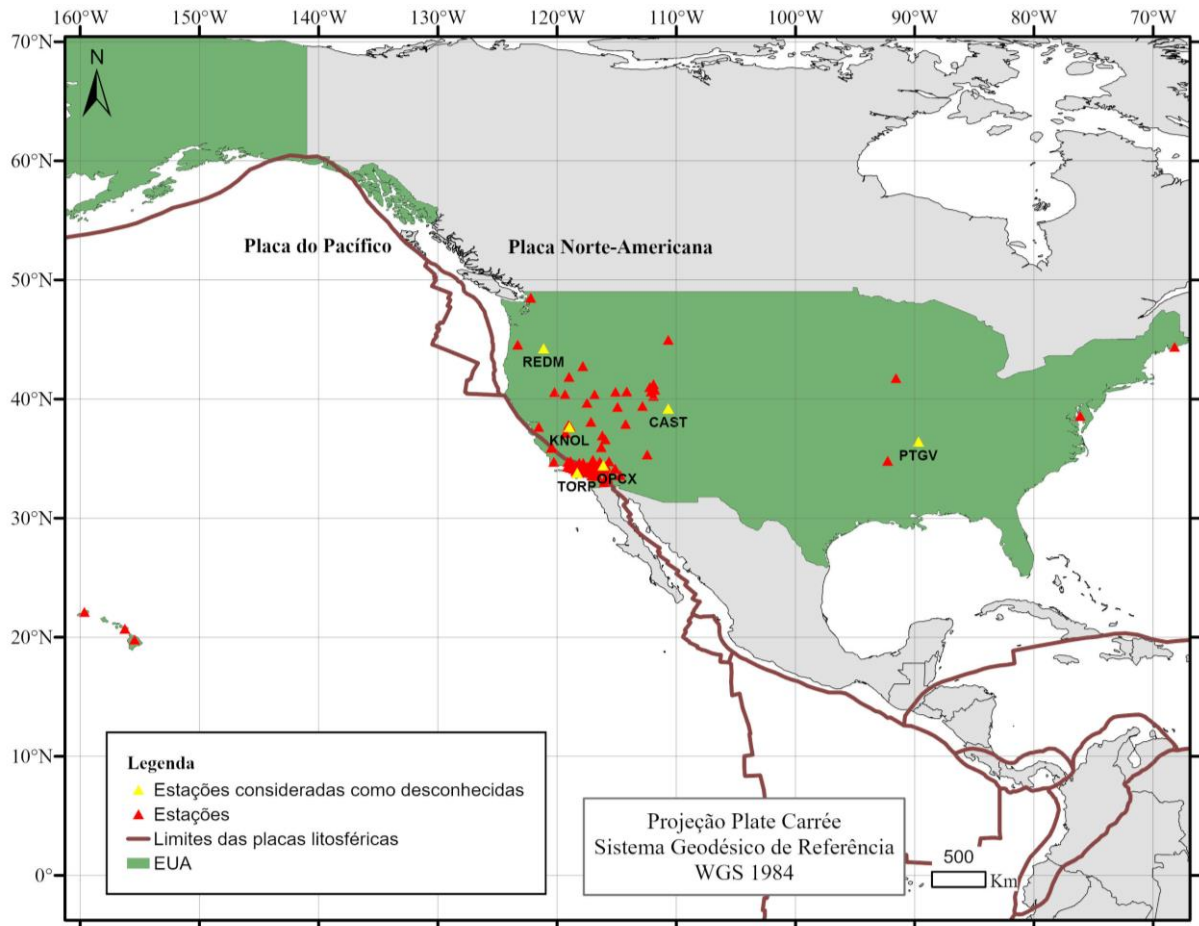 160°W 150°W 140°W 130°W 120°W 110°W 100°W 90°W 80°W 70°W
70°N
N
60°N
Placa do Pacífico
Placa Norte-Americana
50°N
REDM
40°N
CAST
KNOL
PTGV
OPCX
TORP
30°N
20°N
10°N
Legenda
Estações consideradas como desconhecidas
Estações
Limites das placas litosféricas
EUA
Projeção Plate Carrée
Sistema Geodésico de Referência
WGS 1984
500
Km
0°